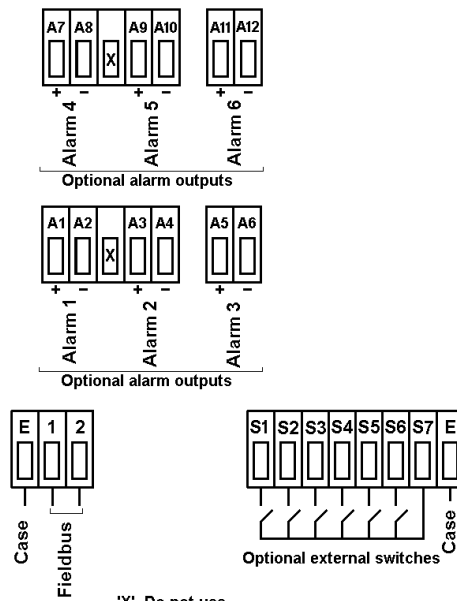 A7 A8 X A9 A10 A11 A12
+ − + − + −
Alarm 4 Alarm 5 Alarm 6
Optional alarm outputs
A1 A2 X A3 A4 A5 A6
+ − + − + −
Alarm 1 Alarm 2 Alarm 3
Optional alarm outputs
E 1 2 S1 S2 S3 S4 S5 S6 S7 E
Case Fieldbus Optional external switches Case
'X' Do not use